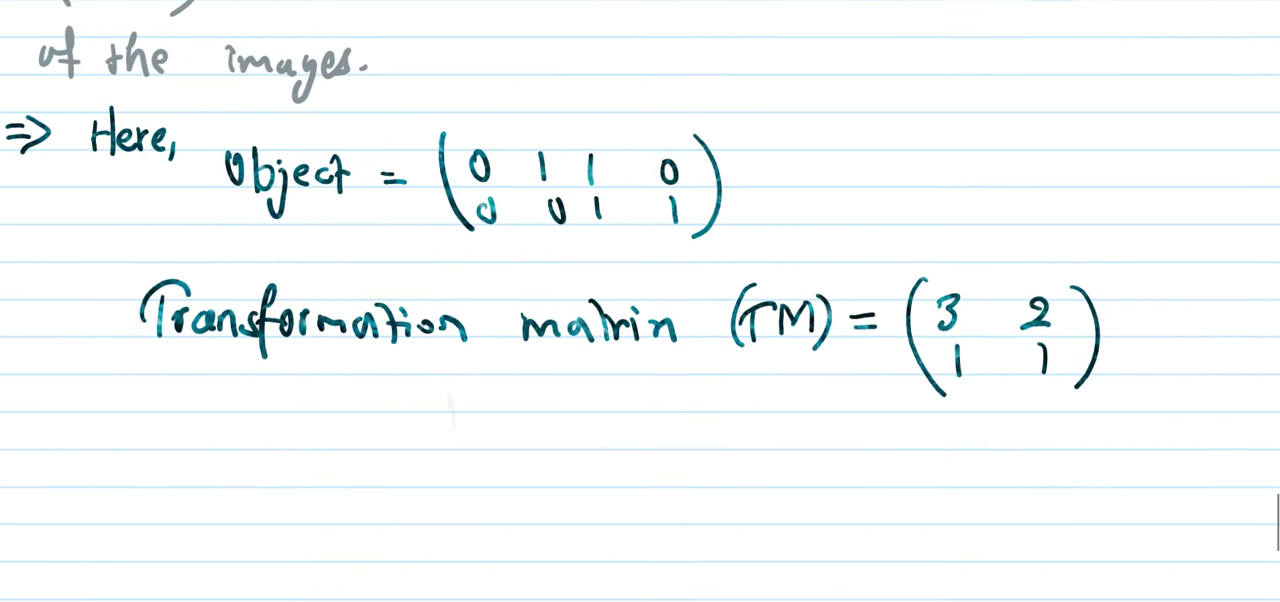 of the images.
=> Here,
Object = ( 0 1 1 0
0 0 1 1 )
Transformation matrix (TM) = ( 3 2
1 1 )